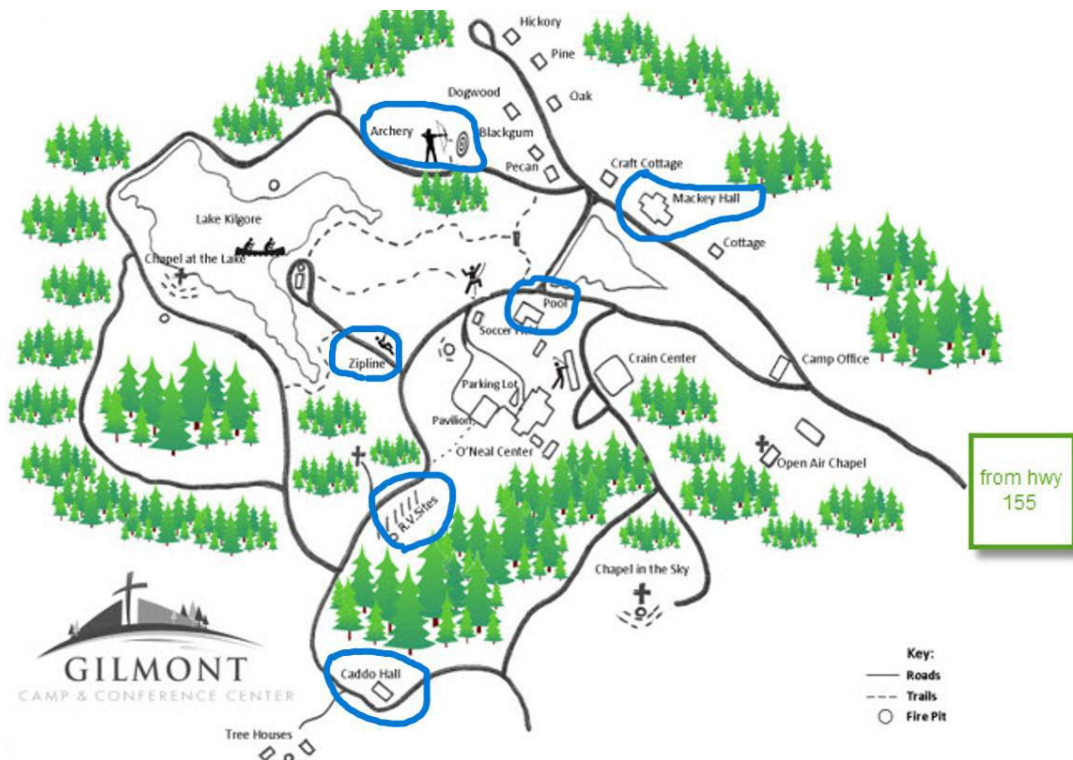 Hickory
Pine
Dogwood
Oak
Archery
Blackgum
Pecan
Craft Cottage
Mackey Hall
Lake Kilgore
Cottage
Chapel at the Lake
Pool
Zipline
Crain Center
Camp Office
Parking Lot
Pavilion
O'Neal Center
Open Air Chapel
from hwy
155
R.V. Sites
Chapel in the Sky
GILMONT
CAMP & CONFERENCE CENTER
Caddo Hall
Tree Houses
Key:
Roads
Trails
Fire Pit